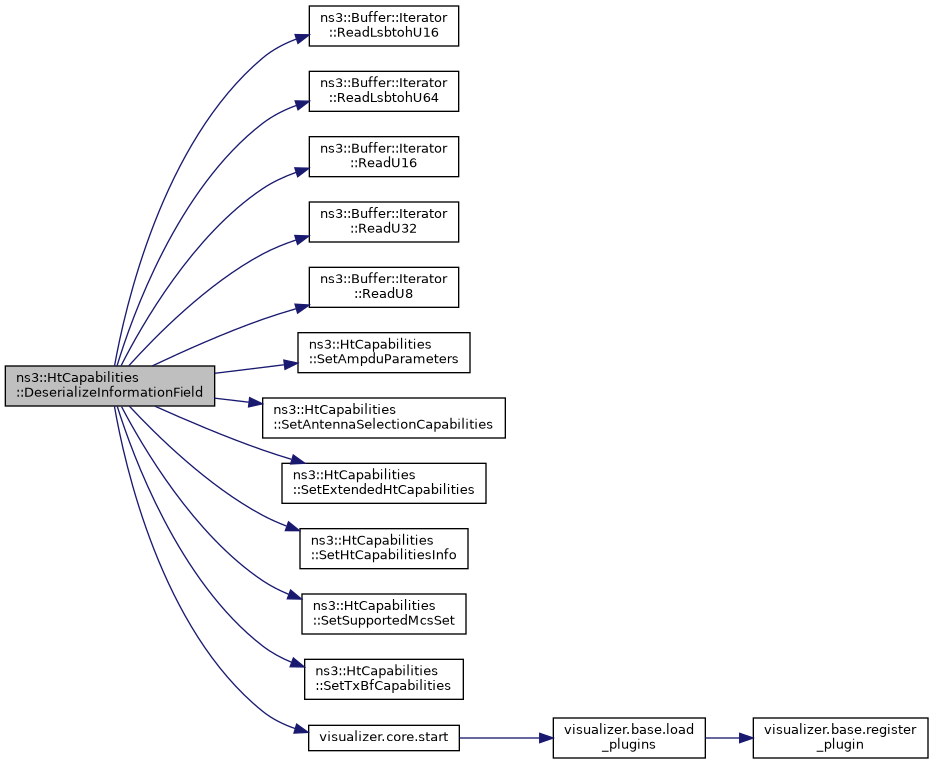 ns3::Buffer::Iterator
::ReadLsbtohU16
ns3::Buffer::Iterator
::ReadLsbtohU64
ns3::Buffer::Iterator
::ReadU16
ns3::Buffer::Iterator
::ReadU32
ns3::Buffer::Iterator
::ReadU8
ns3::HtCapabilities
::SetAmpduParameters
ns3::HtCapabilities
::DeserializeInformationField
ns3::HtCapabilities
::SetAntennaSelectionCapabilities
ns3::HtCapabilities
::SetExtendedHtCapabilities
ns3::HtCapabilities
::SetHtCapabilitiesInfo
ns3::HtCapabilities
::SetSupportedMcsSet
ns3::HtCapabilities
::SetTxBfCapabilities
visualizer.core.start
visualizer.base.load
_plugins
visualizer.base.register
_plugin